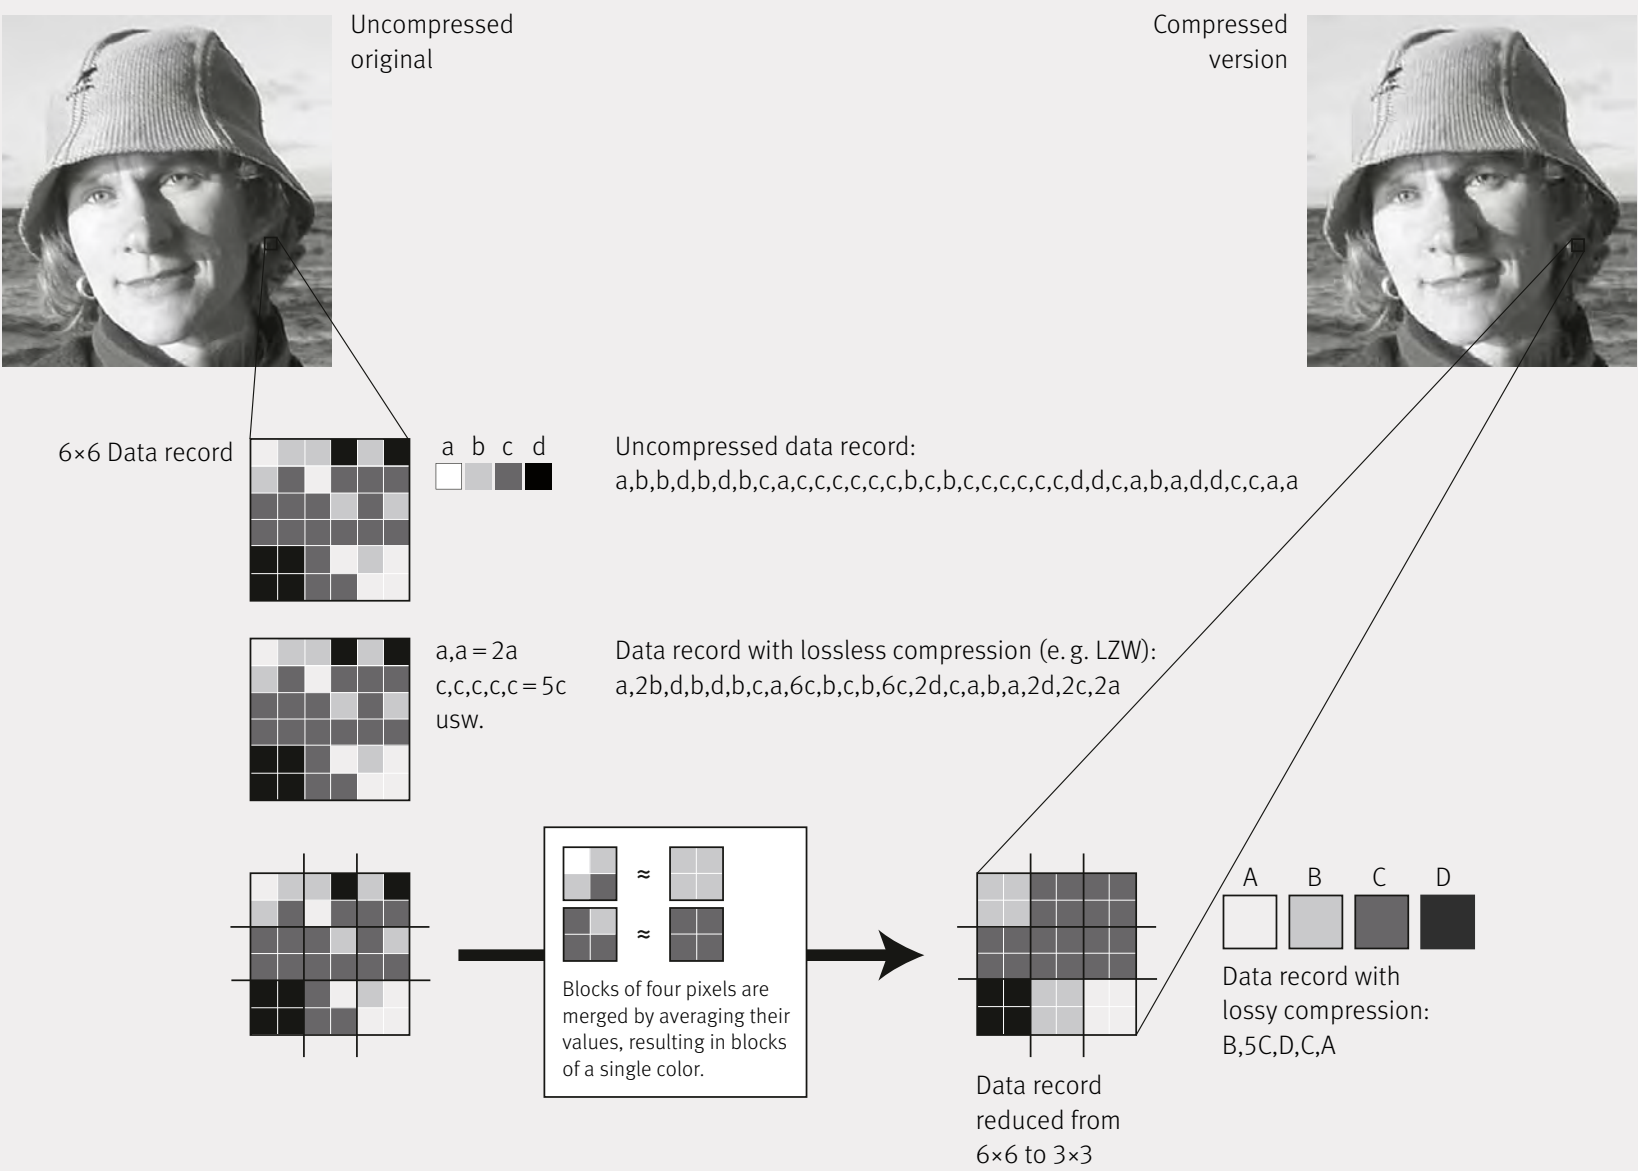 Uncompressed
original
Compressed
version
6×6 Data record
a b c d
Uncompressed data record:
a,b,b,d,b,d,b,c,a,c,c,c,c,c,c,b,c,b,c,c,c,c,c,c,d,d,c,a,b,a,d,d,c,c,a,a
a,a = 2a
c,c,c,c,c = 5c
usw.
Data record with lossless compression (e. g. LZW):
a,2b,d,b,d,b,c,a,6c,b,c,b,6c,2d,c,a,b,a,2d,2c,2a
≈
≈
Blocks of four pixels are
merged by averaging their
values, resulting in blocks
of a single color.
Data record
reduced from
6×6 to 3×3
A B C D
Data record with
lossy compression:
B,5C,D,C,A